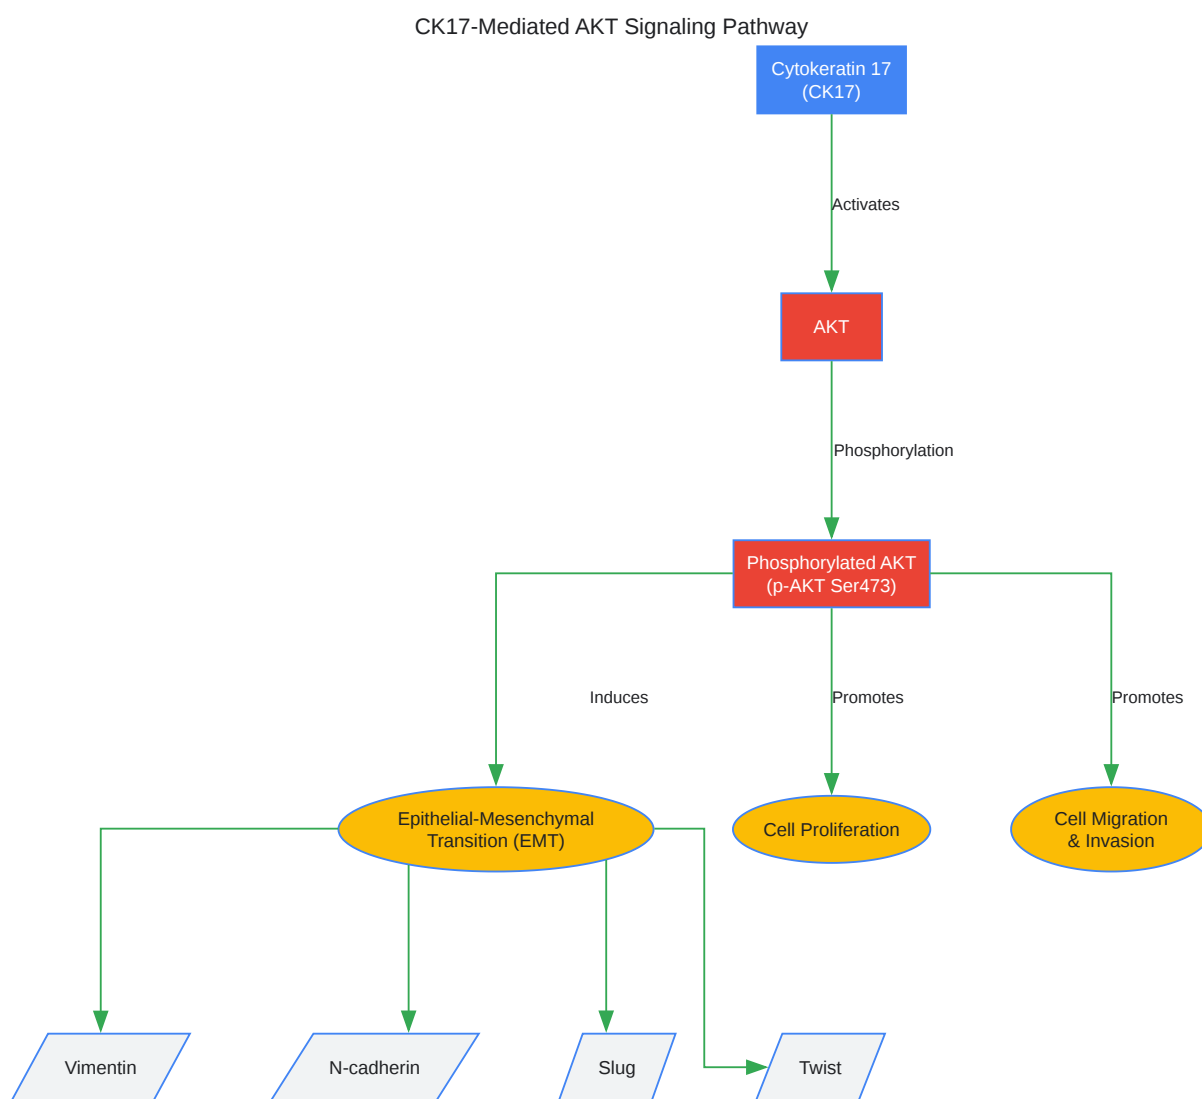 CK17-Mediated AKT Signaling Pathway
Cytokeratin 17
(CK17)
Activates
AKT
Phosphorylation
Phosphorylated AKT
(p-AKT Ser473)
Induces
Promotes
Promotes
Epithelial-Mesenchymal
Transition (EMT)
Cell Proliferation
Cell Migration
& Invasion
Vimentin
N-cadherin
Slug
Twist